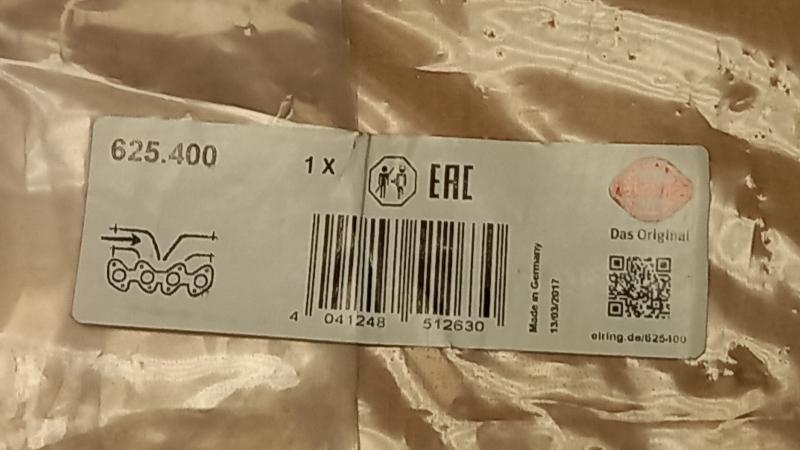 625.400
1 X
EAC
Das Original
4 041248 512630
Made in Germany
13/03/2017
elring.de/625400